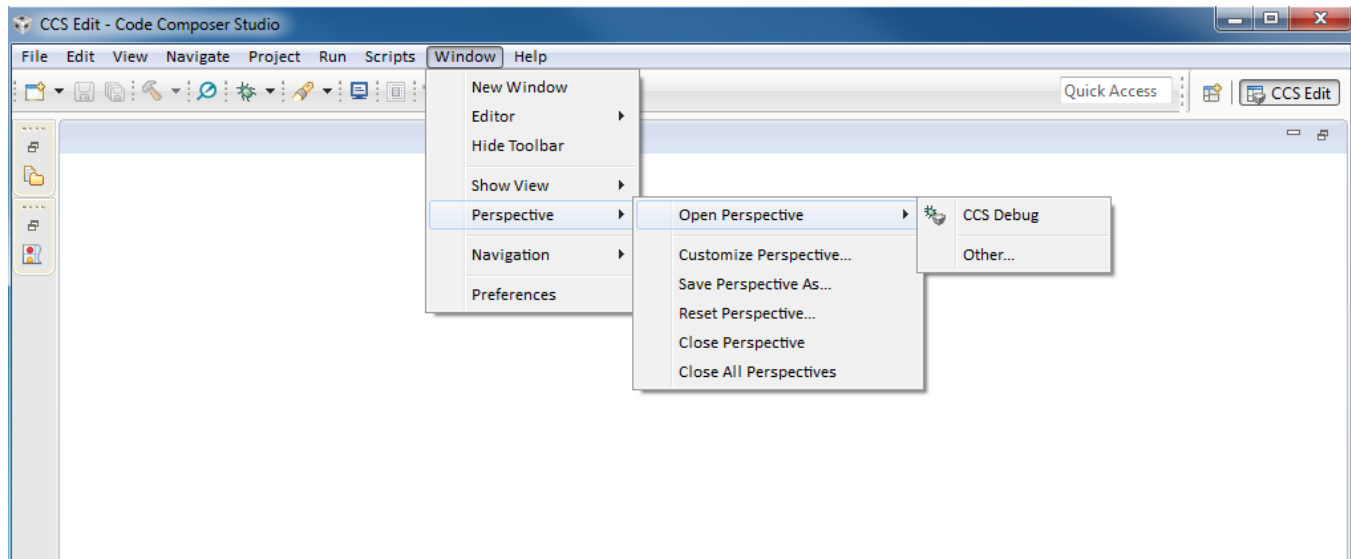 CCS Edit - Code Composer Studio
File Edit View Navigate Project Run Scripts Window Help
Quick Access
CCS Edit
New Window
Editor
Hide Toolbar
Show View
Perspective
Navigation
Preferences
Open Perspective
Customize Perspective...
Save Perspective As...
Reset Perspective...
Close Perspective
Close All Perspectives
CCS Debug
Other...